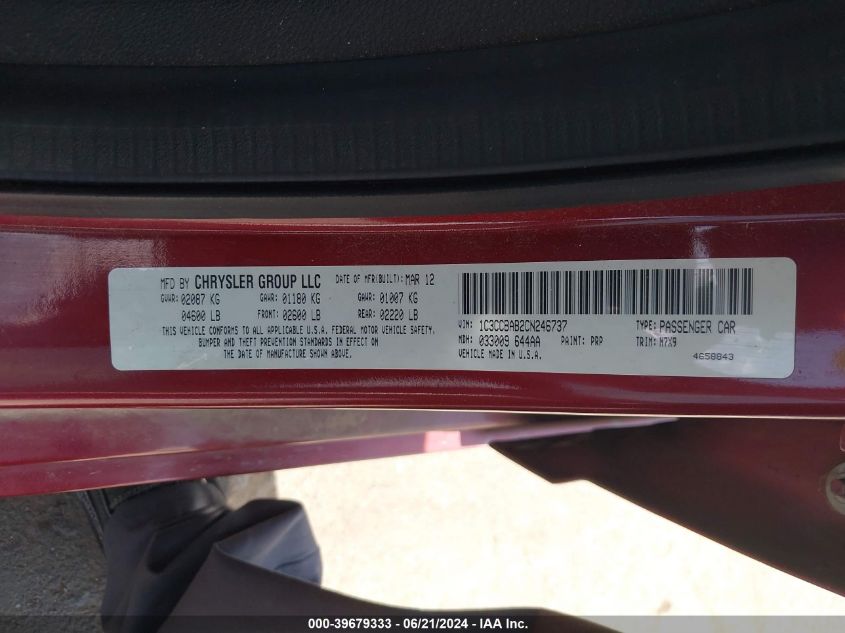 MFD BY CHRYSLER GROUP LLC DATE OF MFR(BUILT): MAR 12
GVWR: 02087 KG GAWR: 01180 KG GAWR: 01007 KG
04600 LB FRONT: 02600 LB REAR: 02220 LB
THIS VEHICLE CONFORMS TO ALL APPLICABLE U.S.A. FEDERAL MOTOR VEHICLE SAFETY,
BUMPER AND THEFT PREVENTION STANDARDS IN EFFECT ON
THE DATE OF MANUFACTURE SHOWN ABOVE.
VIN: 1C3CCBAB2CN246737 TYPE: PASSENGER CAR
MDH: 033009 644AA PAINT: PRP TRIM: M7X9
VEHICLE MADE IN U.S.A. 4658843
000-39679333 - 06/21/2024 - IAA Inc.